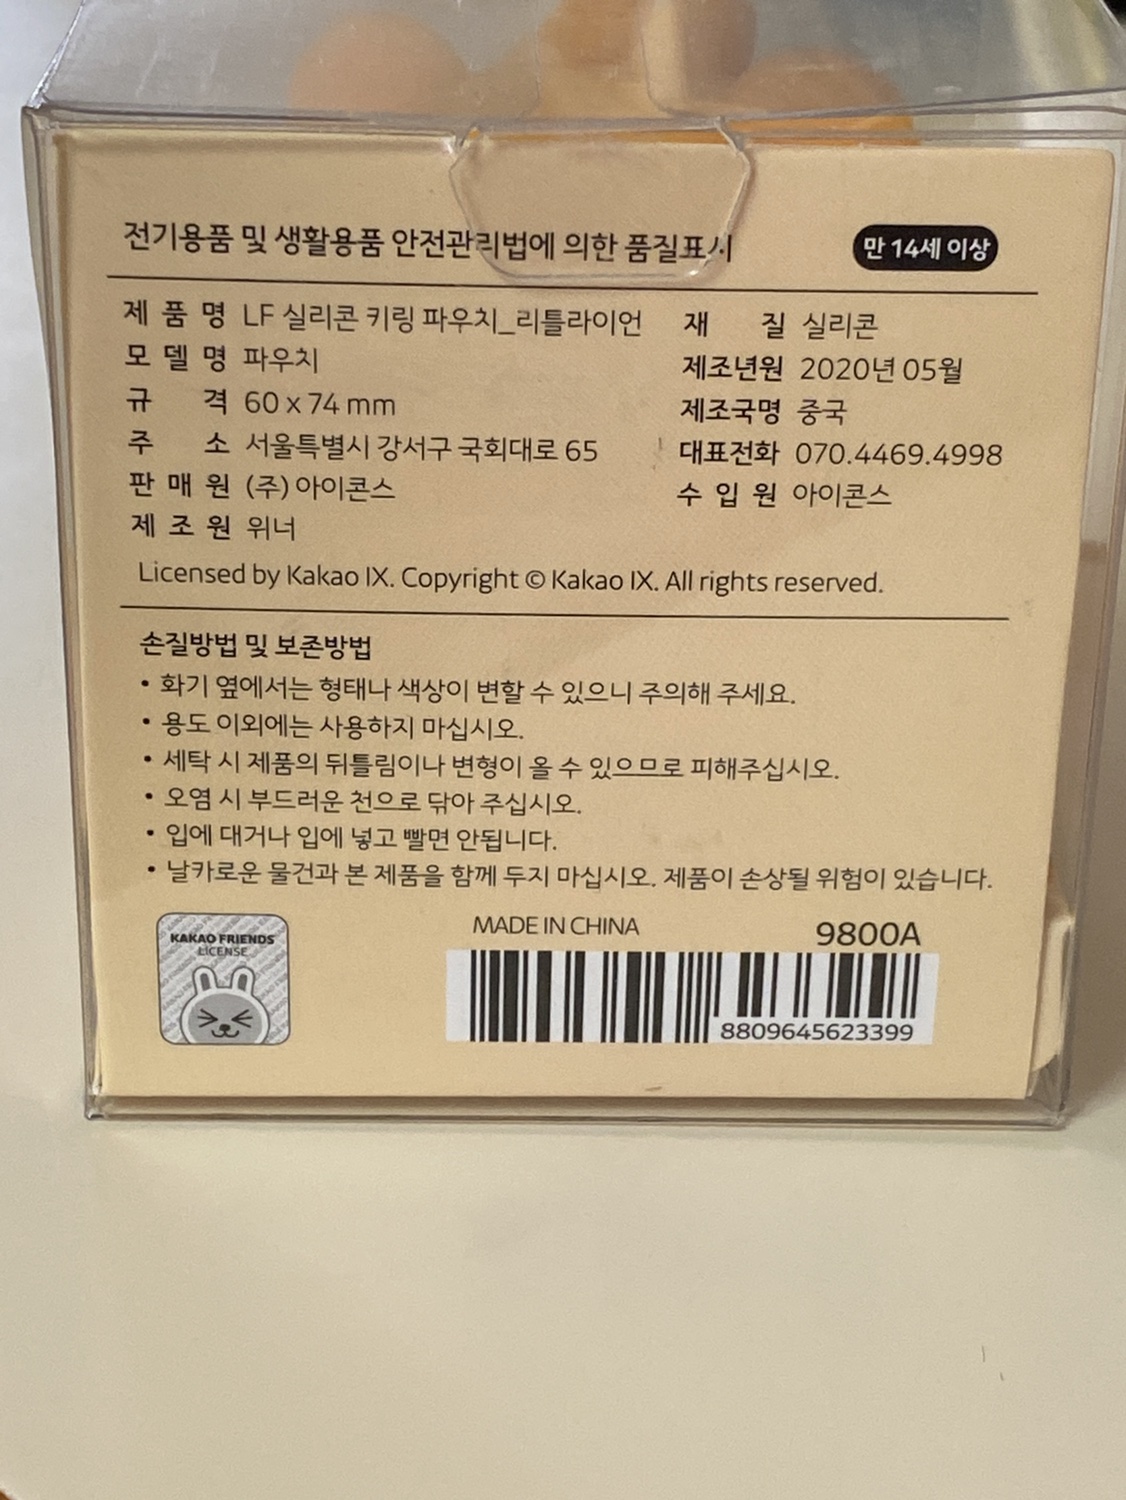 전기용품 및 생활용품 안전관리법에 의한 품질표시 만 14세 이상
제 품 명 LF 실리콘 키링 파우치_리틀라이언 재 질 실리콘
모 델 명 파우치 제조년원 2020년 05월
규 격 60 x 74 mm 제조국명 중국
주 소 서울특별시 강서구 국회대로 65 대표전화 070.4469.4998
판 매 원 (주) 아이콘스 수 입 원 아이콘스
제 조 원 위너
Licensed by Kakao IX. Copyright © Kakao IX. All rights reserved.
손질방법 및 보존방법
• 화기 옆에서는 형태나 색상이 변할 수 있으니 주의해 주세요.
• 용도 이외에는 사용하지 마십시오.
• 세탁 시 제품의 뒤틀림이나 변형이 올 수 있으므로 피해주십시오.
• 오염 시 부드러운 천으로 닦아 주십시오.
• 입에 대거나 입에 넣고 빨면 안됩니다.
• 날카로운 물건과 본 제품을 함께 두지 마십시오. 제품이 손상될 위험이 있습니다.
KAKAO FRIENDS
LICENSE
MADE IN CHINA 9800A
8809645623399